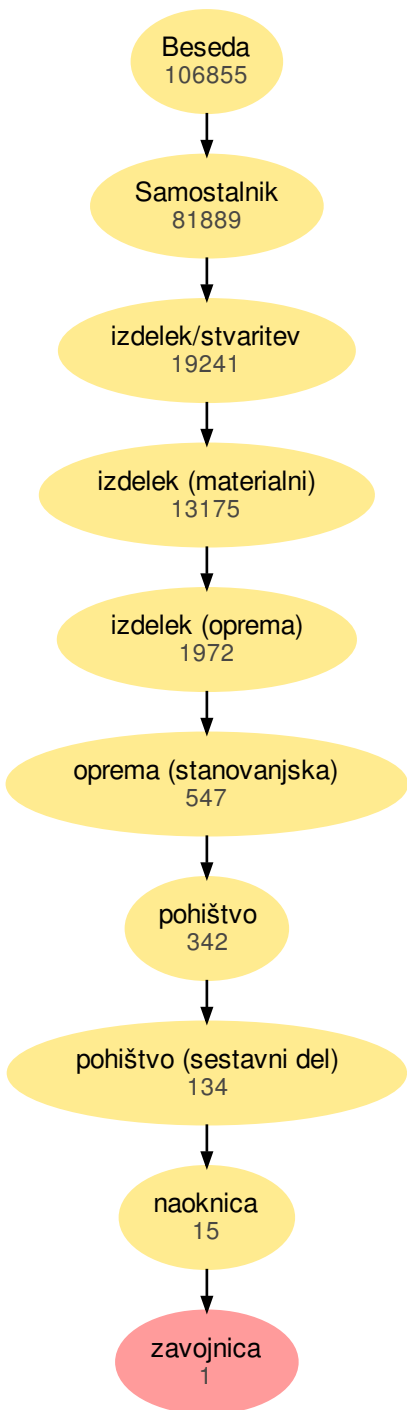 Beseda
106855
Samostalnik
81889
izdelek/stvaritev
19241
izdelek (materialni)
13175
izdelek (oprema)
1972
oprema (stanovanjska)
547
pohištvo
342
pohištvo (sestavni del)
134
naoknica
15
zavojnica
1